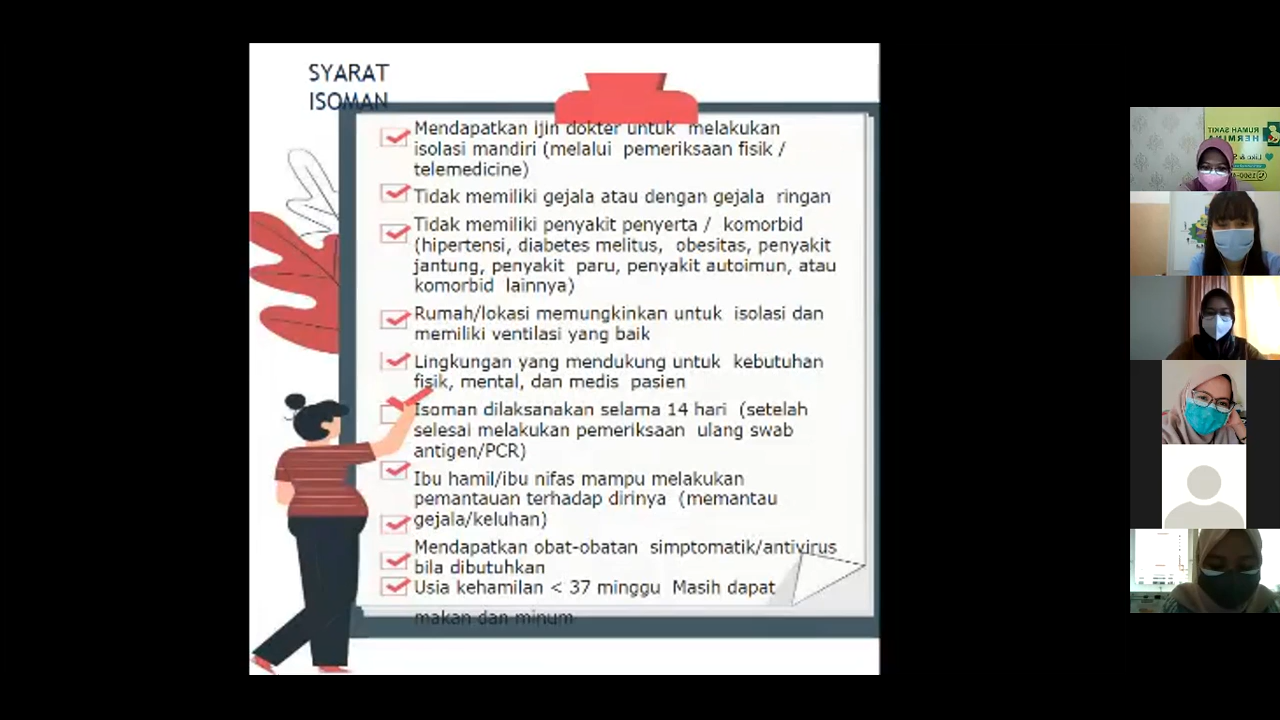 SYARAT
ISOMAN
Mendapatkan ijin dokter untuk melakukan
isolasi mandiri (melalui pemeriksaan fisik /
telemedicine)
Tidak memiliki gejala atau dengan gejala ringan
Tidak memiliki penyakit penyerta / komorbid
(hipertensi, diabetes melitus, obesitas, penyakit
jantung, penyakit paru, penyakit autoimun, atau
komorbid lainnya)
Rumah/lokasi memungkinkan untuk isolasi dan
memiliki ventilasi yang baik
Lingkungan yang mendukung untuk kebutuhan
fisik, mental, dan medis pasien
Isoman dilaksanakan selama 14 hari (setelah
selesai melakukan pemeriksaan ulang swab
antigen/PCR)
Ibu hamil/ibu nifas mampu melakukan
pemantauan terhadap dirinya (memantau
gejala/keluhan)
Mendapatkan obat-obatan simptomatik/antivirus
bila dibutuhkan
Usia kehamilan < 37 minggu Masih dapat
makan dan minum
RUMAH SAKIT
HERMINA